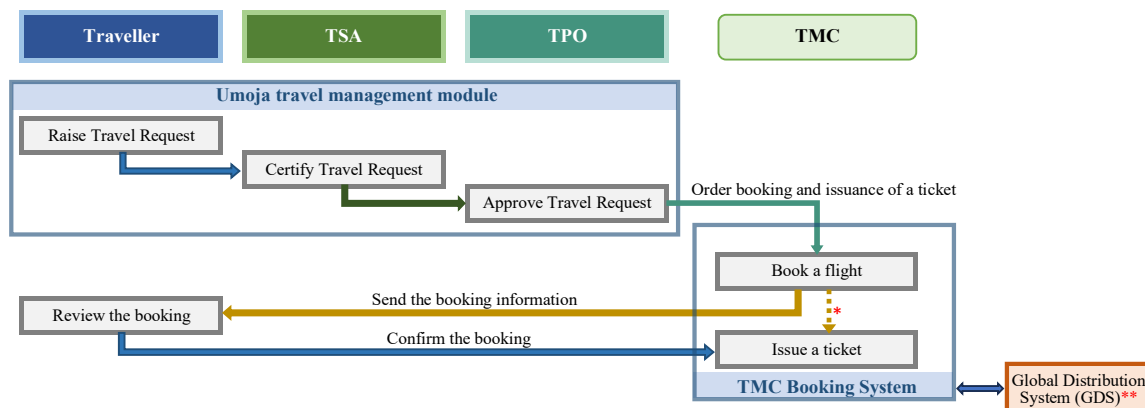 Traveller
TSA
TPO
TMC
Umoja travel management module
Raise Travel Request
Certify Travel Request
Approve Travel Request
Order booking and issuance of a ticket
Book a flight
Send the booking information
Review the booking
*
Confirm the booking
Issue a ticket
TMC Booking System
Global Distribution
System (GDS)**